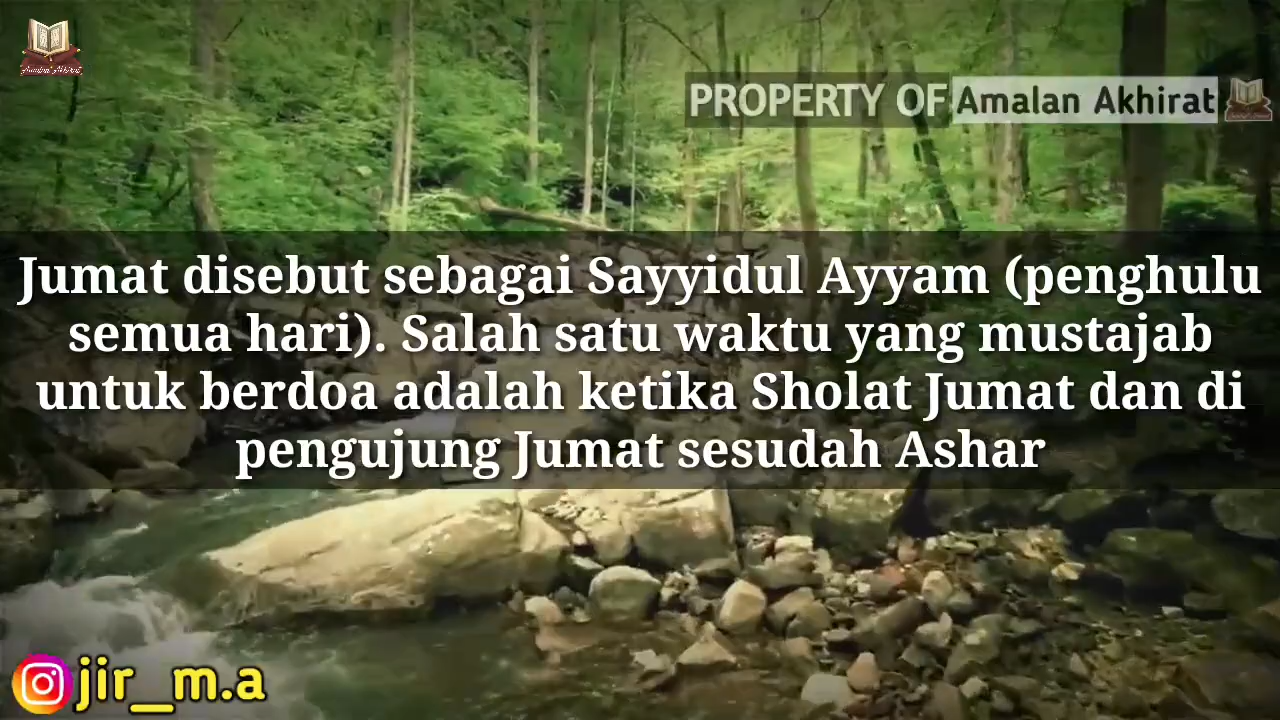 PROPERTY OF Amalan Akhirat
Jumat disebut sebagai Sayyidul Ayyam (penghulu
semua hari). Salah satu waktu yang mustajab
untuk berdoa adalah ketika Sholat Jumat dan di
pengujung Jumat sesudah Ashar
jir__m.a